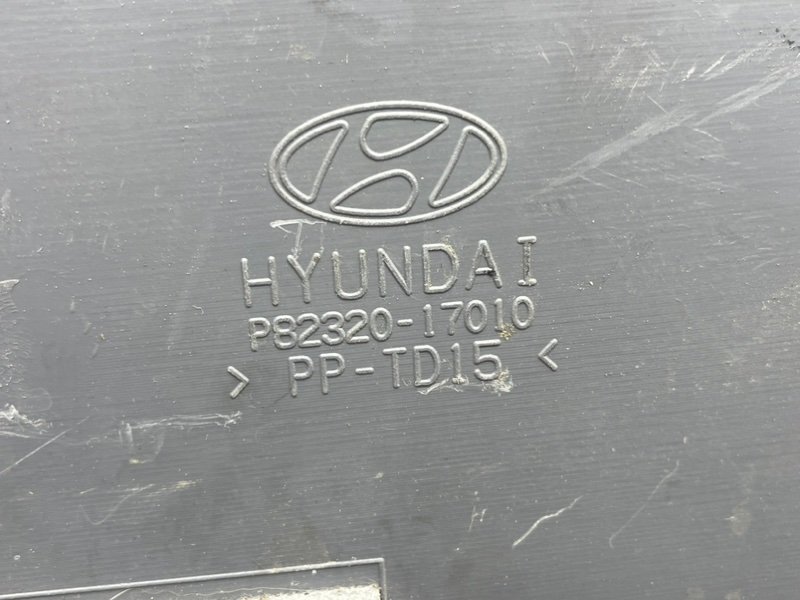 HYUNDAI
P82320-17010
> PP-TD15 <